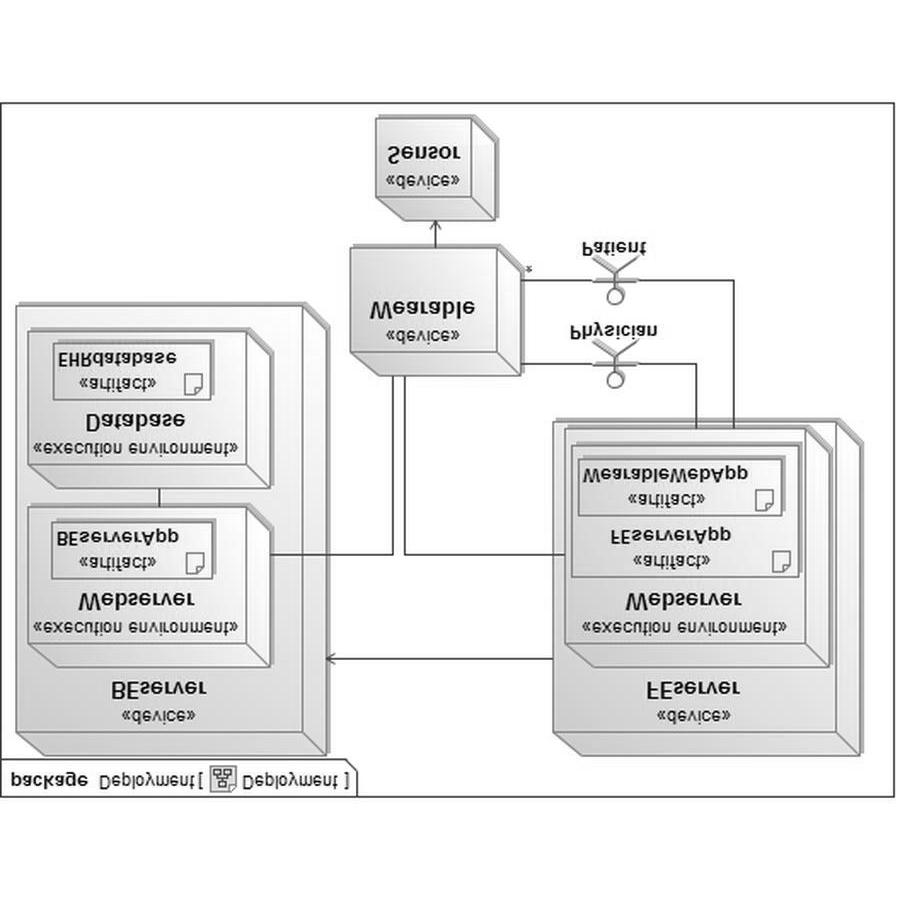 package Deployment[ Deployment ]
«device»
BEserver
«execution environment»
Webserver
«artifact»
BEserverApp
«execution environment»
Database
«artifact»
EHRdatabase
«device»
FEserver
«execution environment»
Webserver
«artifact»
FEserverApp
«artifact»
WearableWebApp
Physician
Patient
*
«device»
Wearable
«device»
Sensor